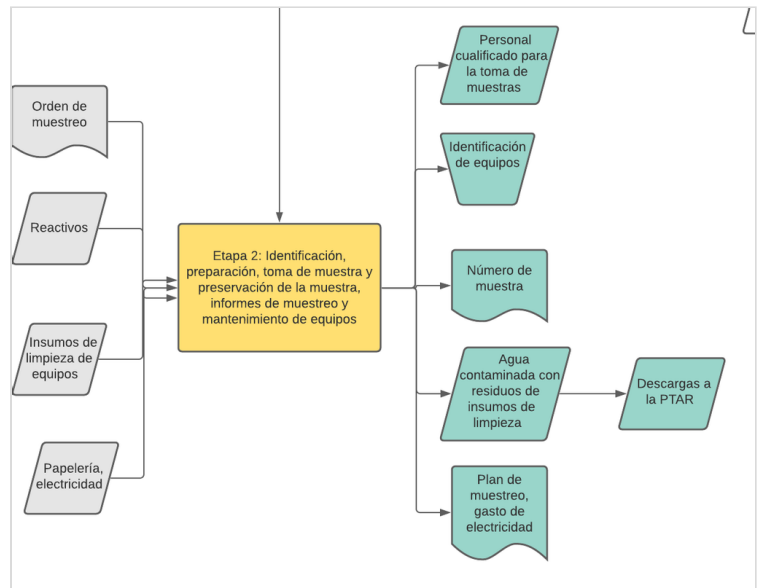 Orden de
muestreo
Reactivos
Insumos de
limpieza de
equipos
Papelería,
electricidad
Etapa 2: Identificación,
preparación, toma de muestra y
preservación de la muestra,
informes de muestreo y
mantenimiento de equipos
Personal
cualificado para
la toma de
muestras
Identificación
de equipos
Número de
muestra
Agua
contaminada con
residuos de
insumos de
limpieza
Descargas a
la PTAR
Plan de
muestreo,
gasto de
electricidad